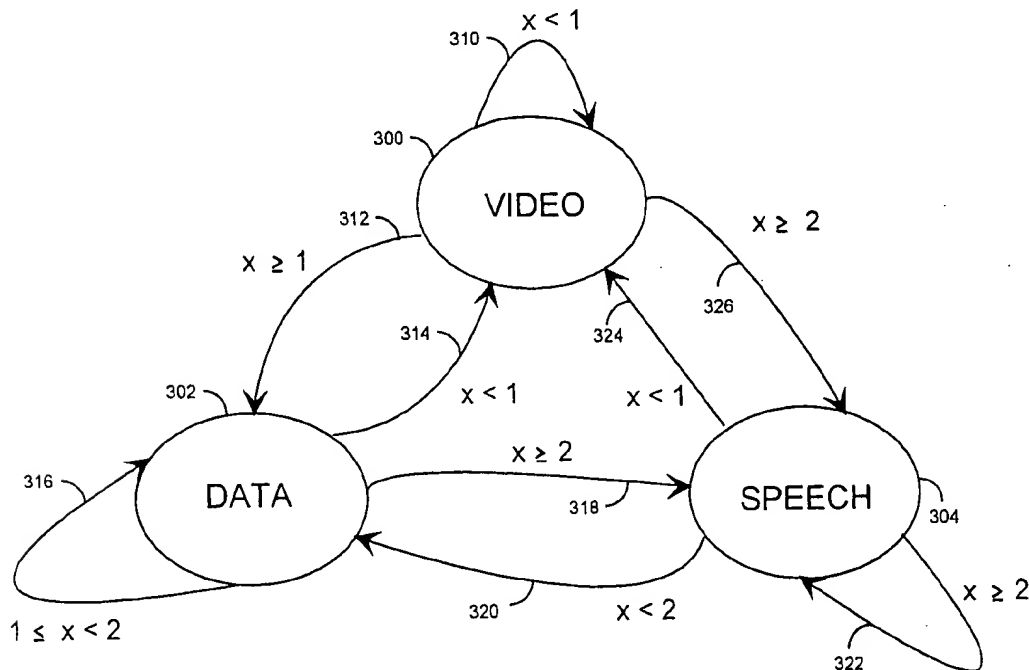 x < 1
310
300
VIDEO
312
x ≥ 2
x ≥ 1
326
314
324
302
x < 1
x < 1
x ≥ 2
316
DATA
318
SPEECH
304
320
x < 2
x ≥ 2
1 ≤ x < 2
322